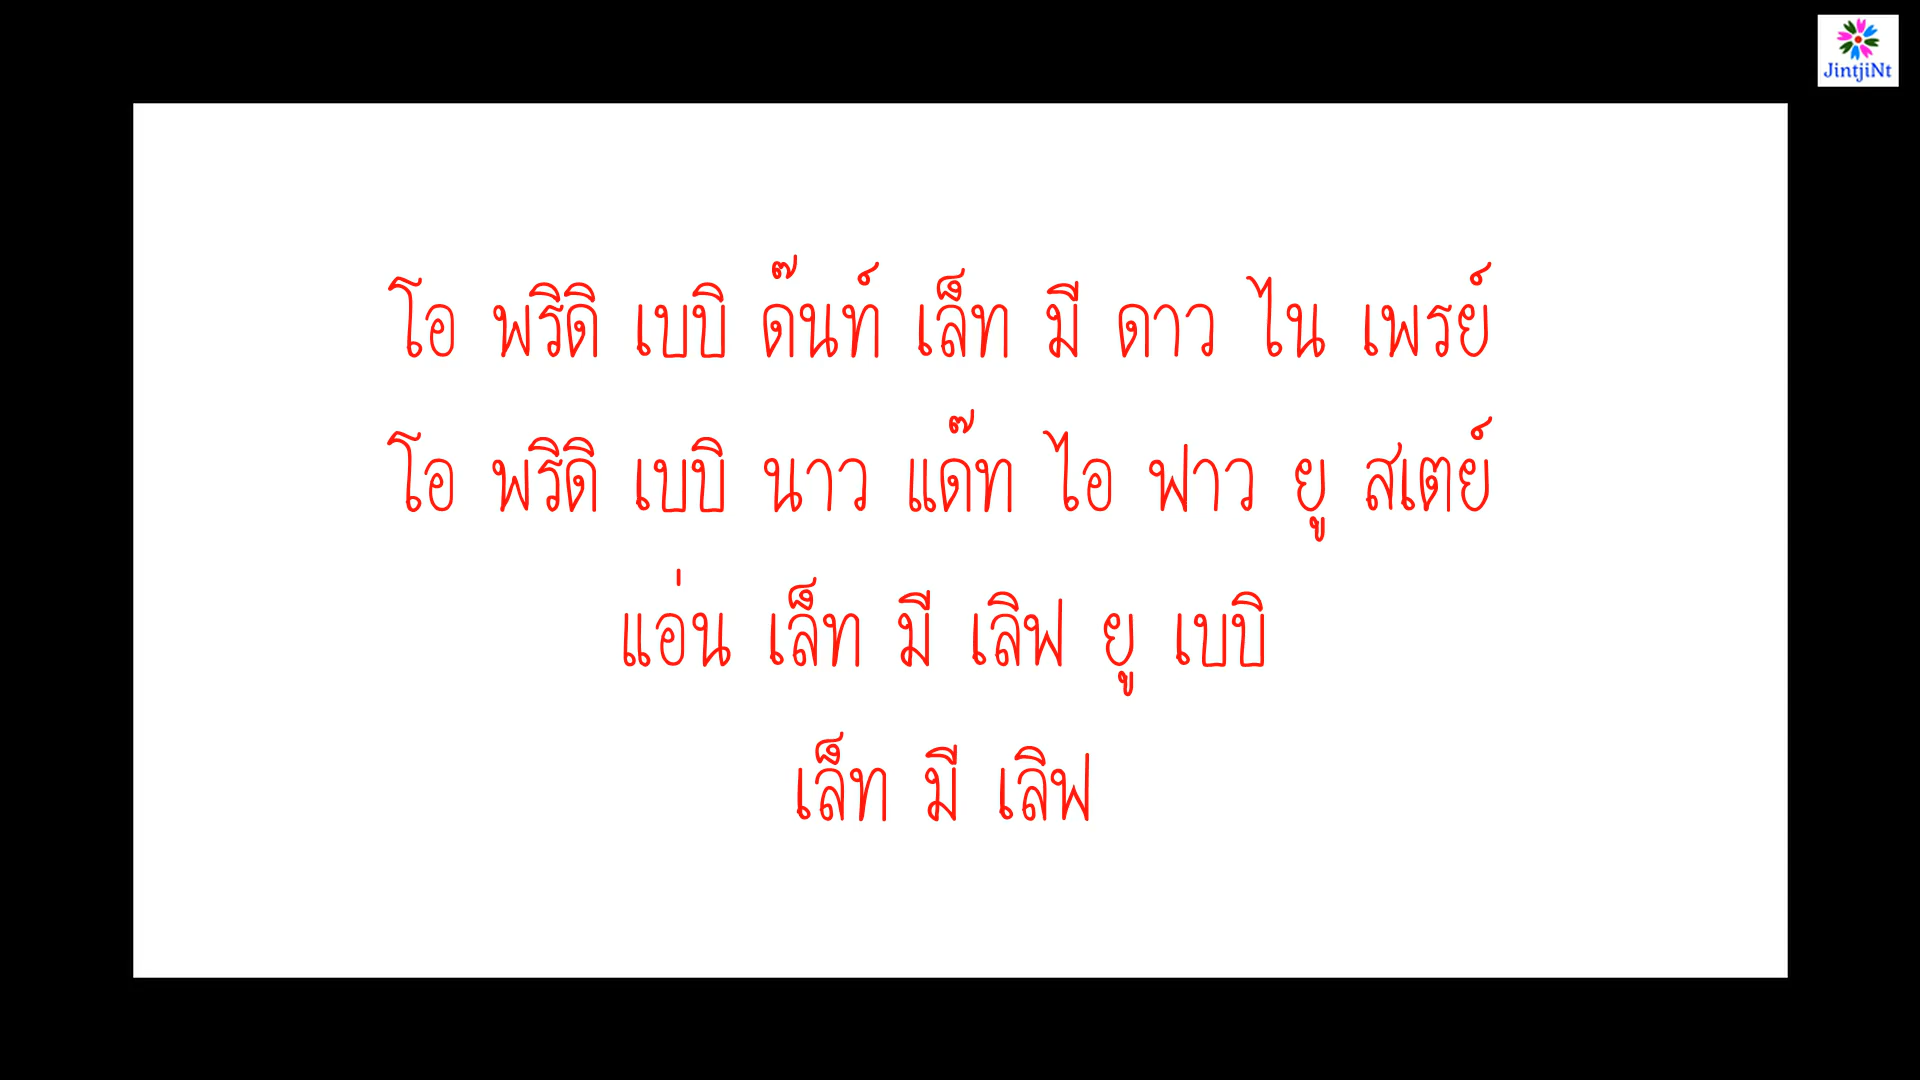 JintjiNt
โอ พริดิ เบบิ ด๊นท์ เล็ท มี ดาว ไน เพรย์
โอ พริดิ เบบิ นาว แด๊ท ไอ ฟาว ยู สเตย์
แอ่น เล็ท มี เลิฟ ยู เบบิ
เล็ท มี เลิฟ